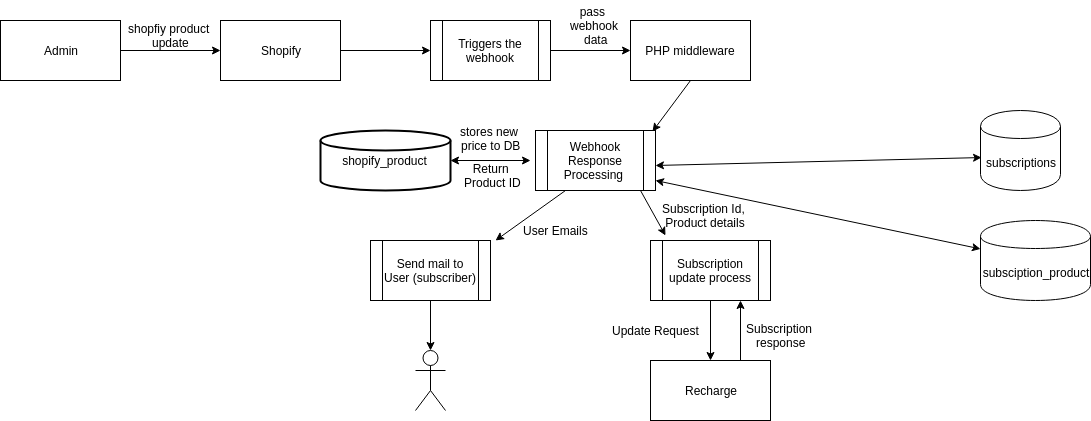 Admin
shopfiy product
update
Shopify
Triggers the
webhook
pass
webhook
data
PHP middleware
shopify_product
stores new
price to DB
Return
Product ID
Webhook
Response
Processing
subscriptions
User Emails
Subscription Id,
Product details
subsciption_product
Send mail to
User (subscriber)
Subscription
update process
Update Request
Subscription
response
Recharge